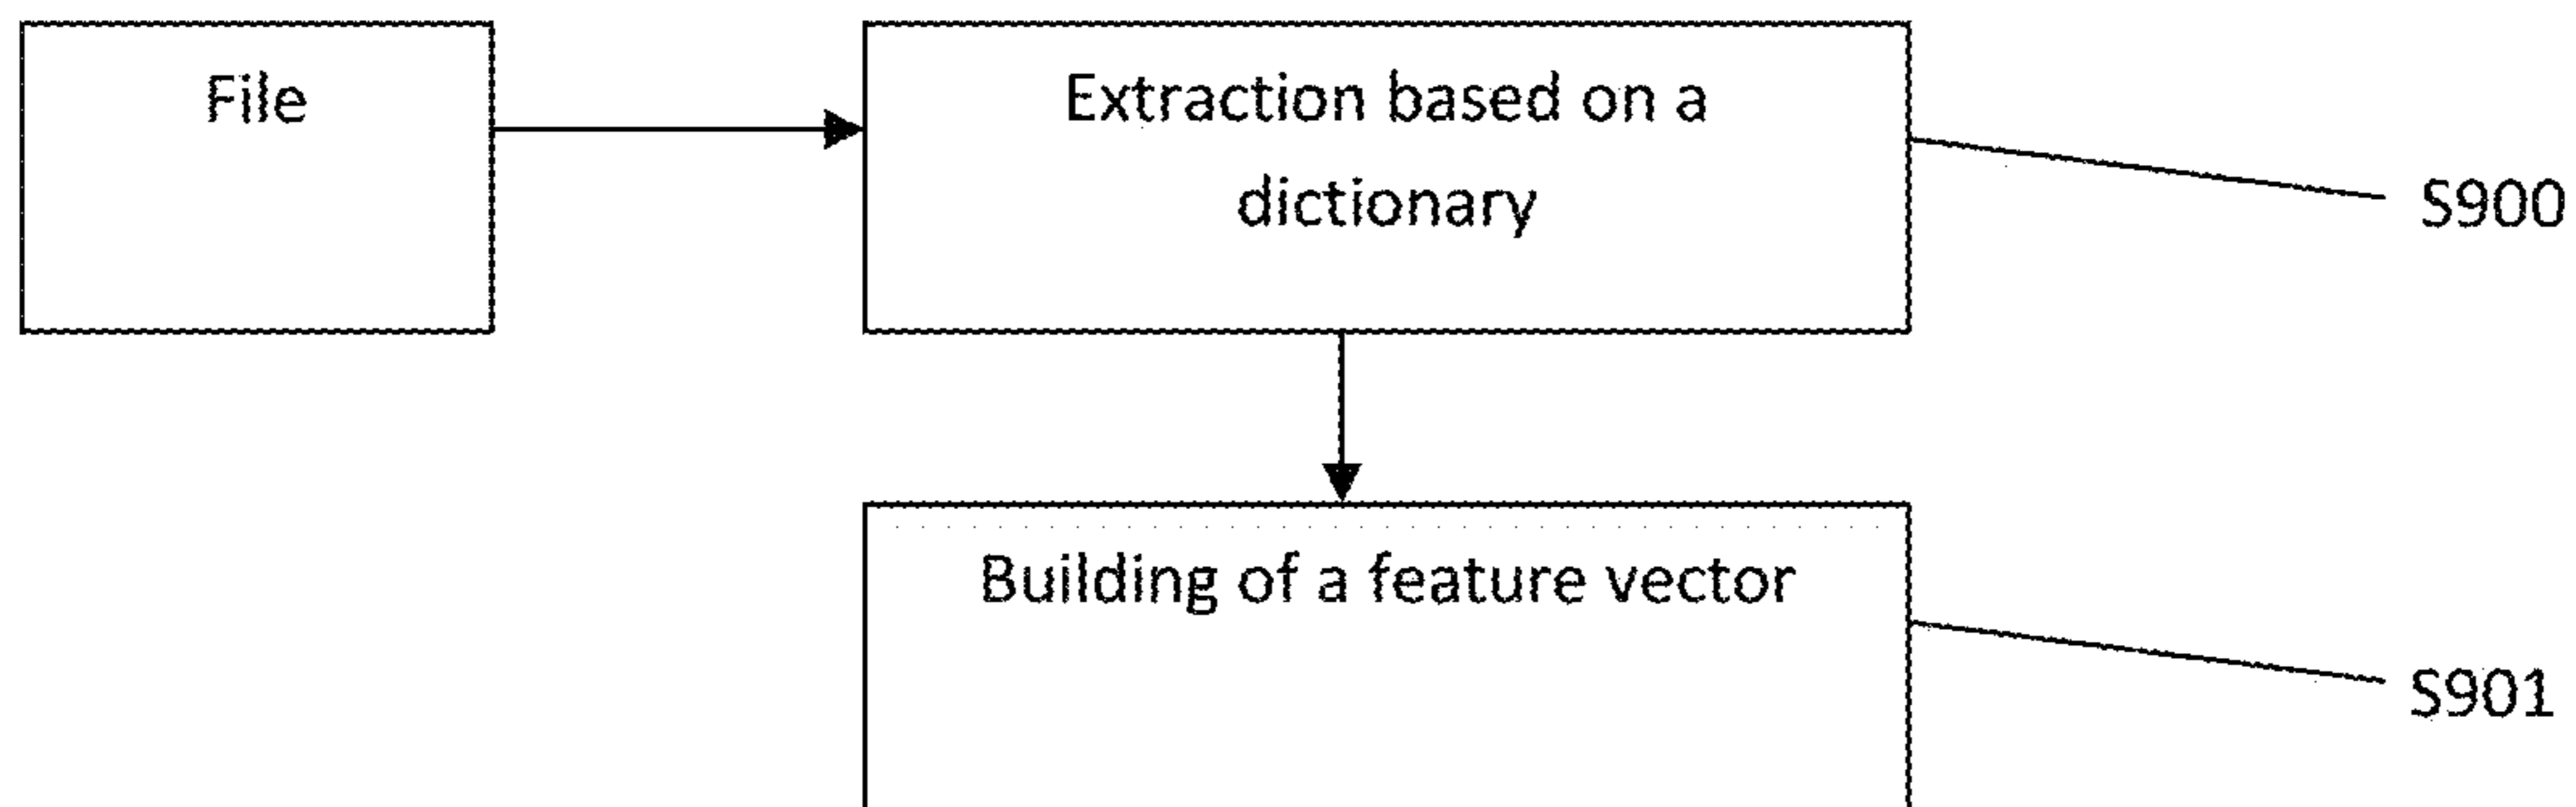 File
Extraction based on a
dictionary
S900
Building of a feature vector
S901